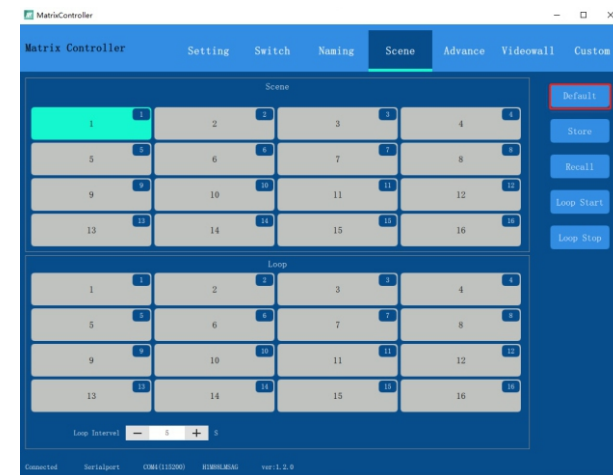 MatrixController
Matrix Controller Setting Switch Naming Scene Advance Videowall Custom
Scene
Default
1 1 2 2 3 3 4 4
Store
5 5 6 6 7 7 8 8
Recall
9 9 10 10 11 11 12 12
Loop Start
13 13 14 14 15 15 16 16
Loop Stop
Loop
1 1 2 2 3 3 4 4
5 5 6 6 7 7 8 8
9 9 10 10 11 11 12 12
13 13 14 14 15 15 16 16
Loop Intervel — 5 + S
Connected Serialport COM4(115200) ver:1.2.0